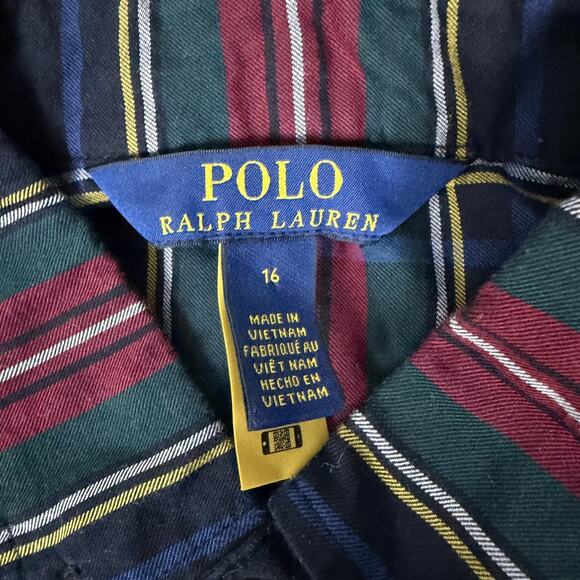 POLO
RALPH LAUREN
16
MADE IN
VIETNAM
FABRIQUÉ AU
VIÊT NAM
HECHO EN
VIETNAM